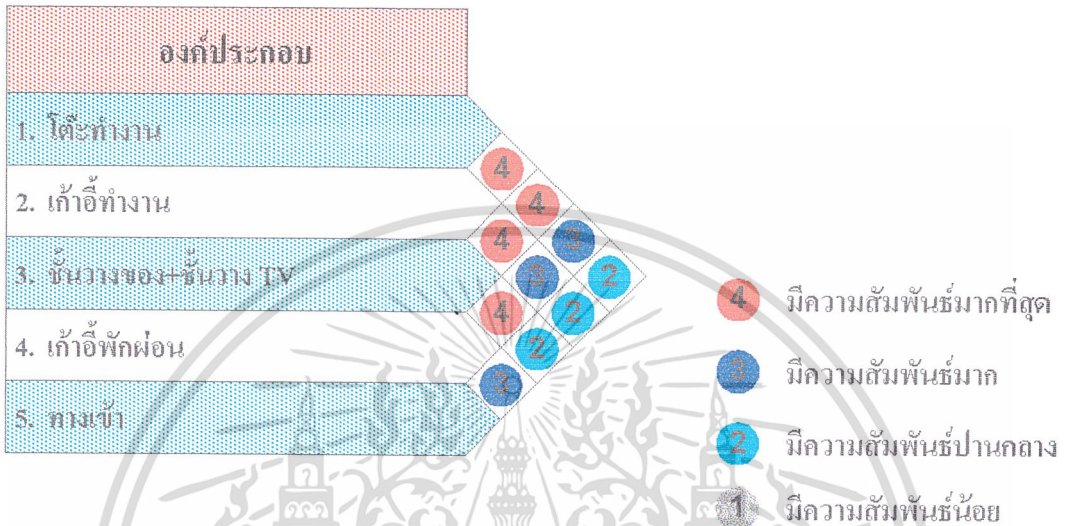 องค์ประกอบ
1. โต๊ะทำงาน
2. เก้าอี้ทำงาน
3. ชั้นวางของ+ชั้นวาง TV
4. เก้าอี้พักผ่อน
5. ทางเข้า
4
4
4
3
3
2
4
2
2
3
4 มีความสัมพันธ์มากที่สุด
3 มีความสัมพันธ์มาก
2 มีความสัมพันธ์ปานกลาง
1 มีความสัมพันธ์น้อย